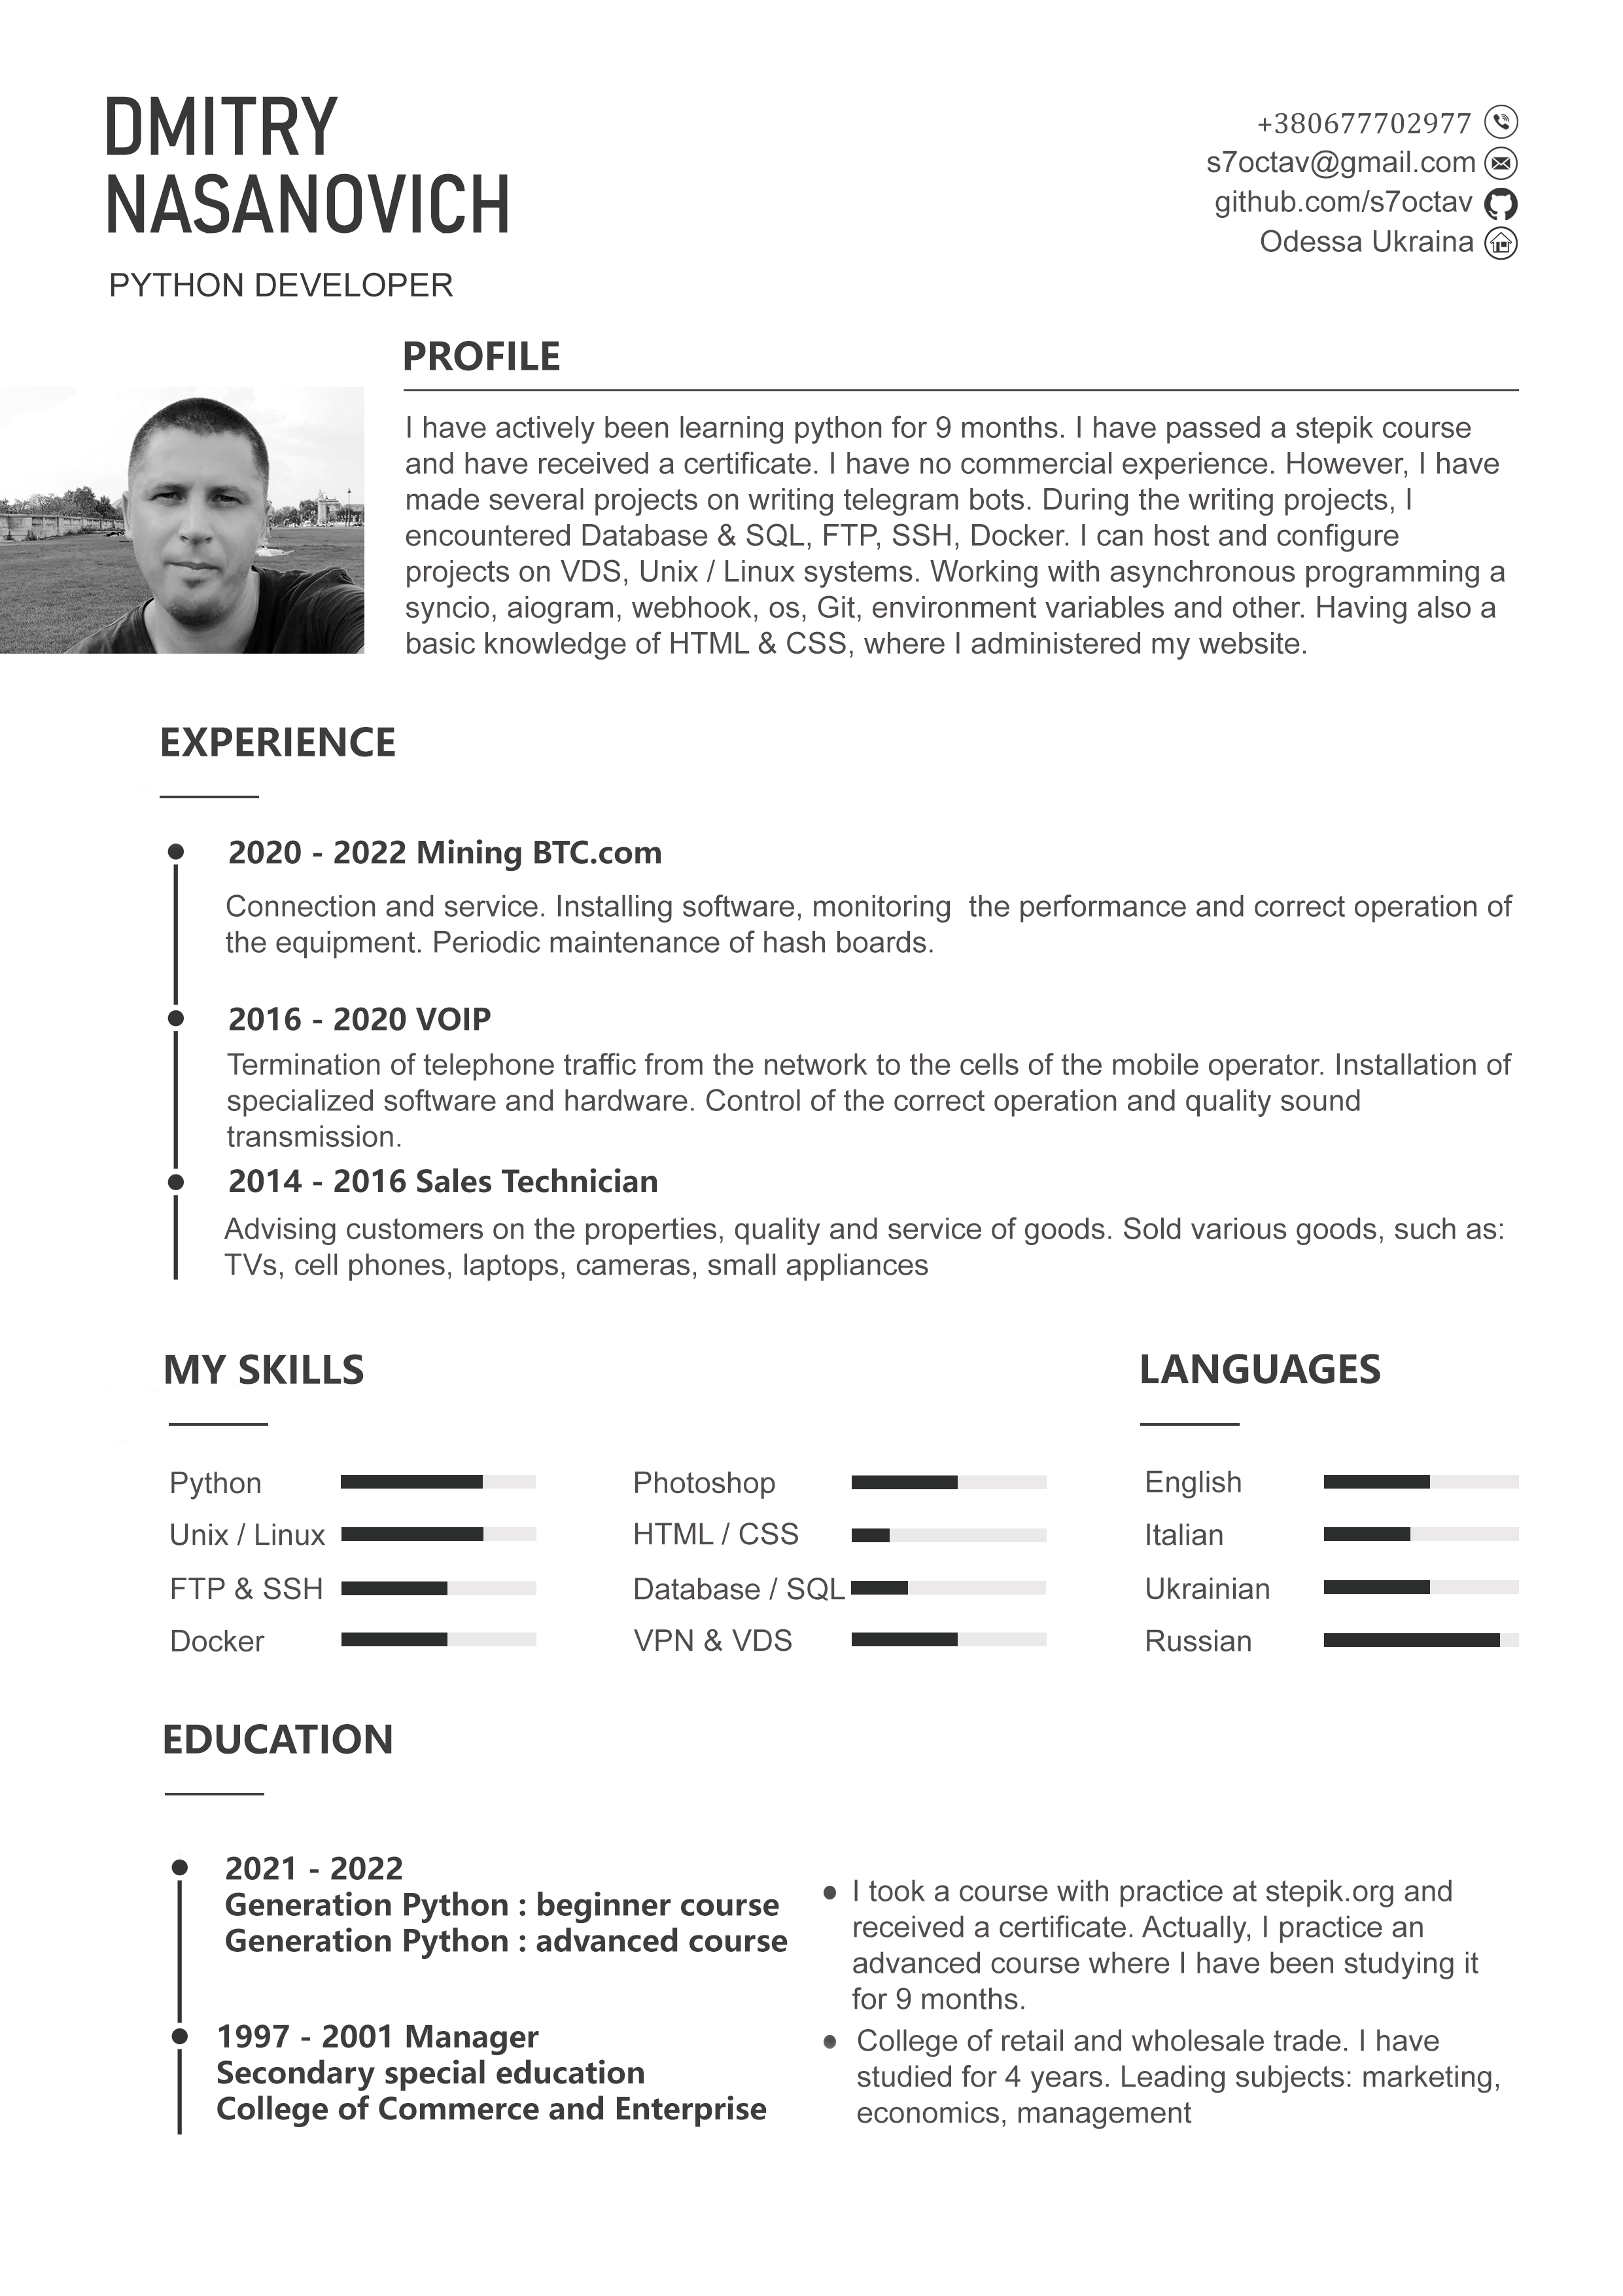 DMITRY
NASANOVICH
PYTHON DEVELOPER
+380677702977
s7octav@gmail.com
github.com/s7octav
Odessa Ukraina
PROFILE
I have actively been learning python for 9 months. I have passed a stepik course
and have received a certificate. I have no commercial experience. However, I have
made several projects on writing telegram bots. During the writing projects, I
encountered Database & SQL, FTP, SSH, Docker. I can host and configure
projects on VDS, Unix / Linux systems. Working with asynchronous programming a
syncio, aiogram, webhook, os, Git, environment variables and other. Having also a
basic knowledge of HTML & CSS, where I administered my website.
EXPERIENCE
2020 - 2022 Mining BTC.com
Connection and service. Installing software, monitoring  the performance and correct operation of
the equipment. Periodic maintenance of hash boards.
2016 - 2020 VOIP
Termination of telephone traffic from the network to the cells of the mobile operator. Installation of
specialized software and hardware. Control of the correct operation and quality sound
transmission.
2014 - 2016 Sales Technician
Advising customers on the properties, quality and service of goods. Sold various goods, such as:
TVs, cell phones, laptops, cameras, small appliances
MY SKILLS
Python
Unix / Linux
FTP & SSH
Docker
Photoshop
HTML / CSS
Database / SQL
VPN & VDS
LANGUAGES
English
Italian
Ukrainian
Russian
EDUCATION
2021 - 2022
Generation Python : beginner course
Generation Python : advanced course
I took a course with practice at stepik.org and
received a certificate. Actually, I practice an
advanced course where I have been studying it
for 9 months.
1997 - 2001 Manager
Secondary special education
College of Commerce and Enterprise
College of retail and wholesale trade. I have
studied for 4 years. Leading subjects: marketing,
economics, management